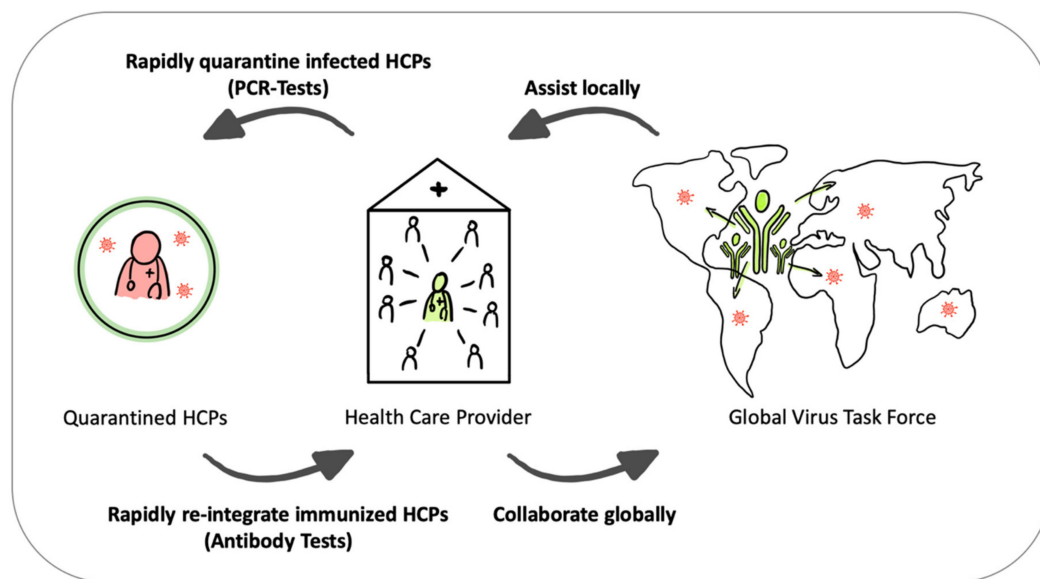 Rapidly quarantine infected HCPs
(PCR-Tests)
Assist locally
Quarantined HCPs
Health Care Provider
Global Virus Task Force
Rapidly re-integrate immunized HCPs
(Antibody Tests)
Collaborate globally